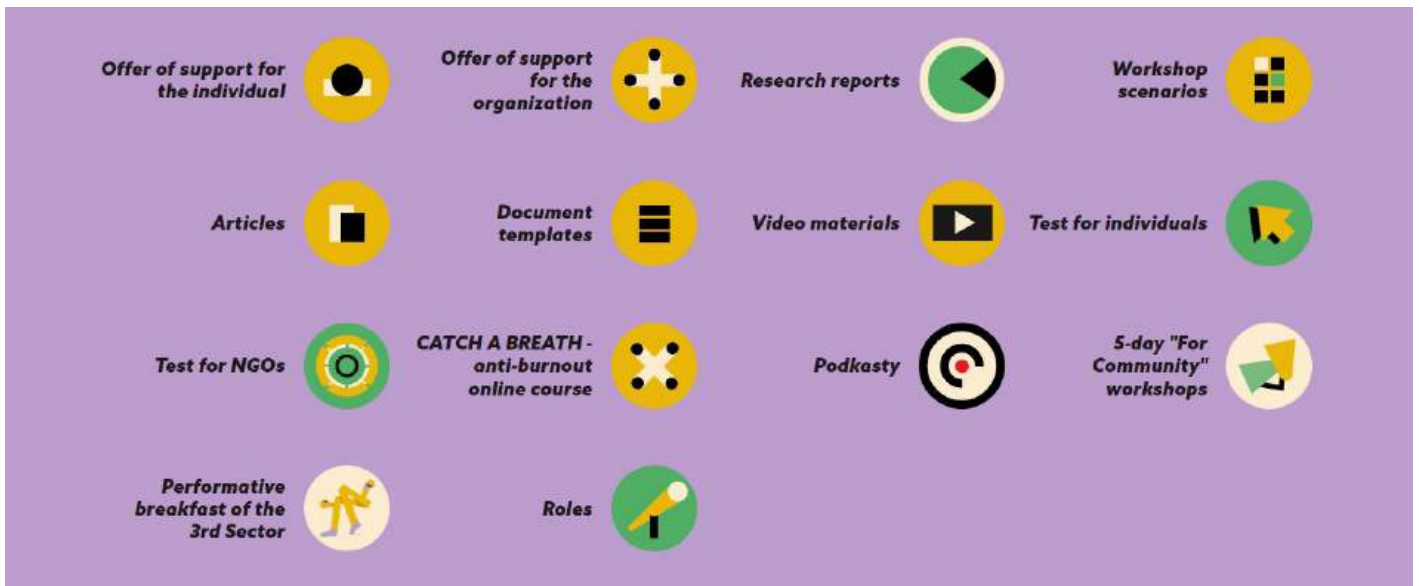 Offer of support for
the individual
Offer of support
for the
organization
Research reports
Workshop
scenarios
Articles
Document
templates
Video materials
Test for individuals
Test for NGOs
CATCH A BREATH -
anti-burnout
online course
Podkasty
5-day "For
Community"
workshops
Performative
breakfast of the
3rd Sector
Roles